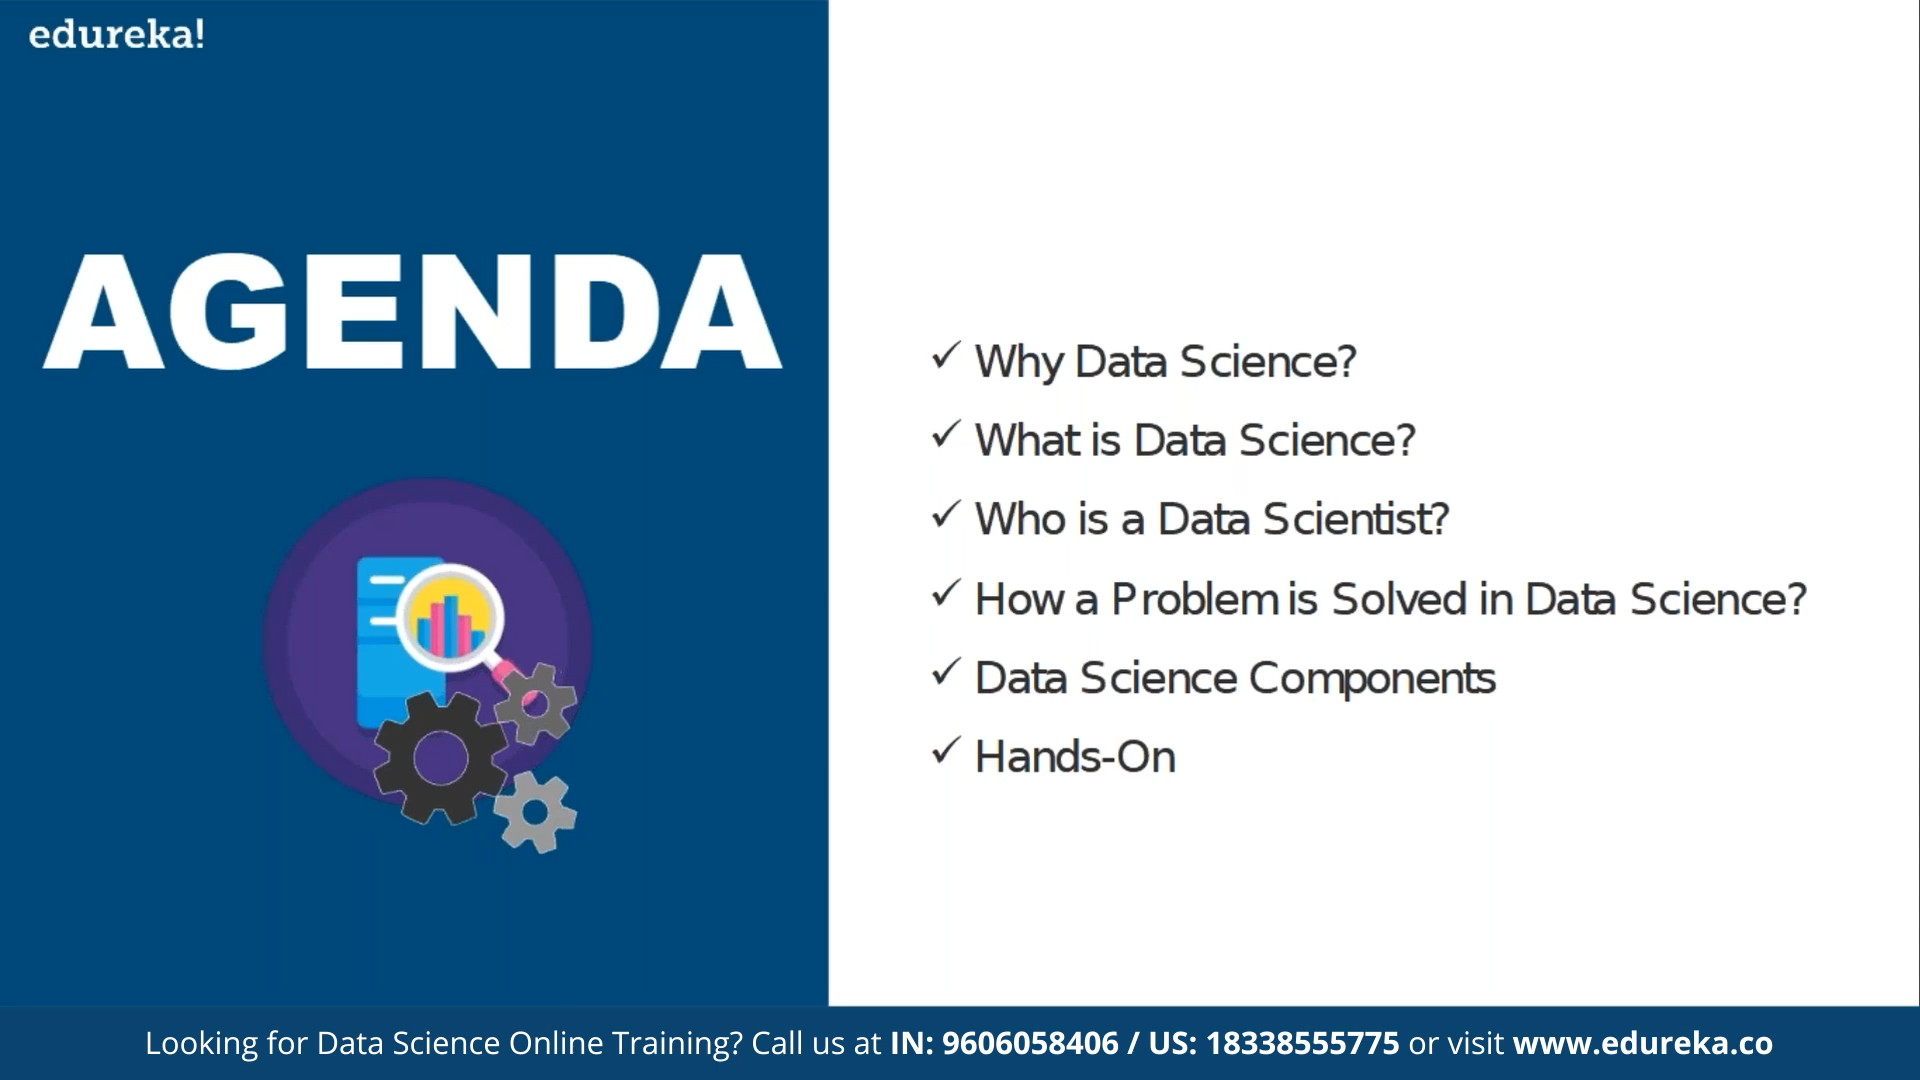 edureka!
AGENDA
✓ Why Data Science?
✓ What is Data Science?
✓ Who is a Data Scientist?
✓ How a Problem is Solved in Data Science?
✓ Data Science Components
✓ Hands-On
Looking for Data Science Online Training? Call us at IN: 9606058406 / US: 18338555775 or visit www.edureka.co